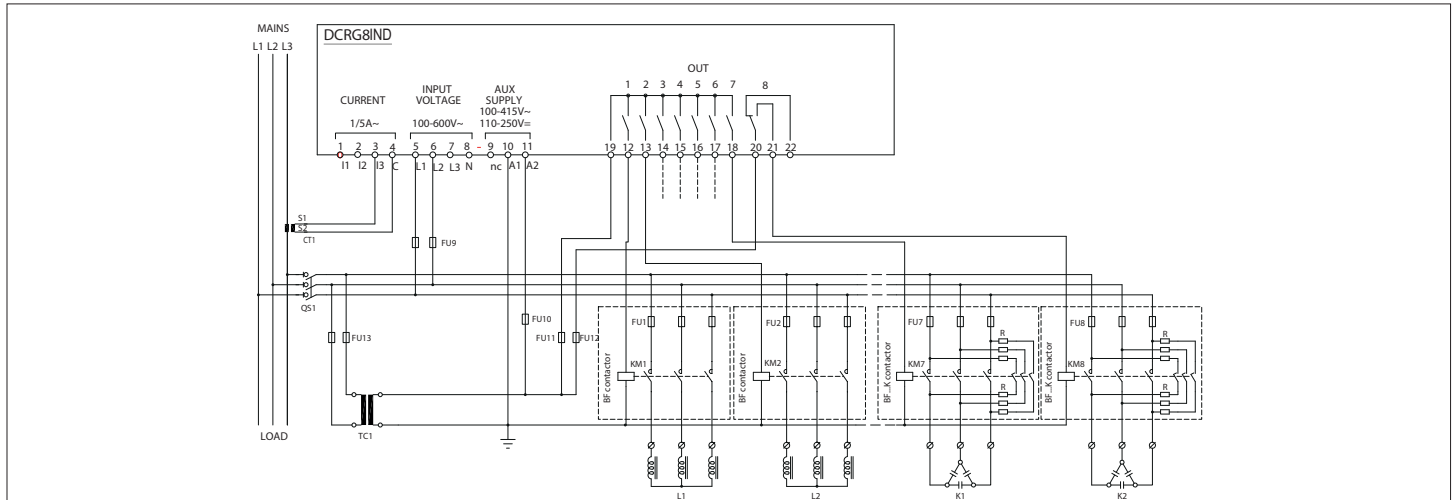 MAINS
L1 L2 L3
DCRG8IND
OUT
1 2 3 4 5 6 7 8
CURRENT
INPUT
VOLTAGE
AUX
SUPPLY
1/5A~
100-600V~
100-415V~
110-250V=
1 2 3 4 5 6 7 8 – 9 10 11
19 12 13 14 15 16 17 18 20 21 22
I1 I2 I3 C L1 L2 L3 N nc A1 A2
S1
S2
CT1
FU9
QS1
FU13
FU10
FU11
FU12
TC1
LOAD
BF contactor
FU1
KM1
BF contactor
FU2
KM2
BF_K contactor
FU7
KM7
R
R
BF_K contactor
FU8
KM8
R
R
L1
L2
K1
K2